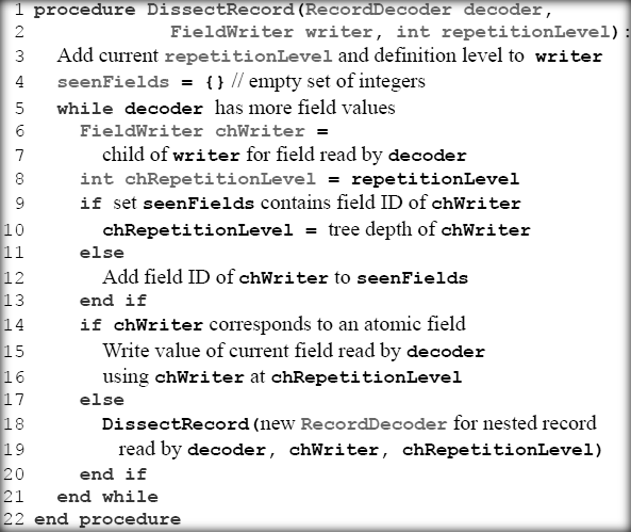 1 procedure DissectRecord(RecordDecoder decoder,
2 FieldWriter writer, int repetitionLevel):
3 Add current repetitionLevel and definition level to writer
4 seenFields = {} // empty set of integers
5 while decoder has more field values
6 FieldWriter chWriter =
7 child of writer for field read by decoder
8 int chRepetitionLevel = repetitionLevel
9 if set seenFields contains field ID of chWriter
10 chRepetitionLevel = tree depth of chWriter
11 else
12 Add field ID of chWriter to seenFields
13 end if
14 if chWriter corresponds to an atomic field
15 Write value of current field read by decoder
16 using chWriter at chRepetitionLevel
17 else
18 DissectRecord(new RecordDecoder for nested record
19 read by decoder, chWriter, chRepetitionLevel)
20 end if
21 end while
22 end procedure